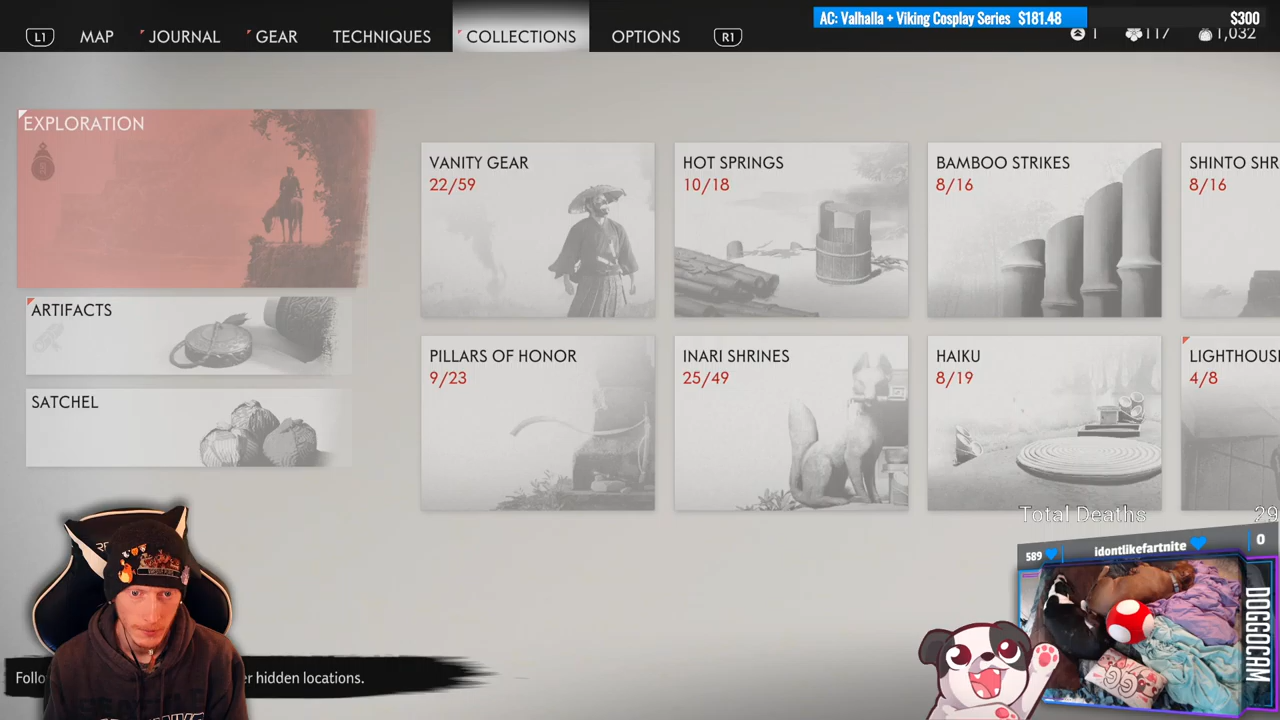 AC: Valhalla + Viking Cosplay Series $181.48 $300
L1 MAP JOURNAL GEAR TECHNIQUES COLLECTIONS OPTIONS R1 1 117 1,032
EXPLORATION
ARTIFACTS
SATCHEL
VANITY GEAR
22/59
HOT SPRINGS
10/18
BAMBOO STRIKES
8/16
SHINTO SHR
8/16
PILLARS OF HONOR
9/23
INARI SHRINES
25/49
HAIKU
8/19
LIGHTHOUS
4/8
Total Deaths 29
589 idontlikefartnite 0
DOGGOCAM
GG
Follo
er hidden locations.